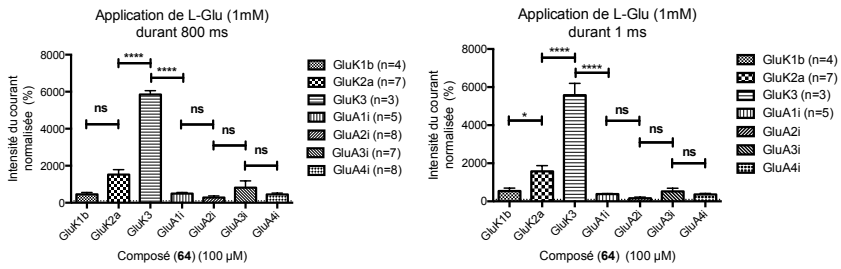 Application de L-Glu (1mM)
durant 800 ms
Intensité du courant
normalisée (%)
8000
6000
4000
2000
0
ns
****
****
ns
ns
ns
GluK1b
GluK2a
GluK3
GluA1i
GluA2i
GluA3i
GluA4i
Composé (64) (100 µM)
GluK1b (n=4)
GluK2a (n=7)
GluK3 (n=3)
GluA1i (n=5)
GluA2i (n=8)
GluA3i (n=7)
GluA4i (n=8)
Application de L-Glu (1mM)
durant 1 ms
Intensité du courant
normalisée (%)
8000
6000
4000
2000
0
*
****
****
ns
ns
ns
GluK1b
GluK2a
GluK3
GluA1i
GluA2i
GluA3i
GluA4i
Composé (64) (100 µM)
GluK1b (n=4)
GluK2a (n=7)
GluK3 (n=3)
GluA1i (n=5)
GluA2i
GluA3i
GluA4i